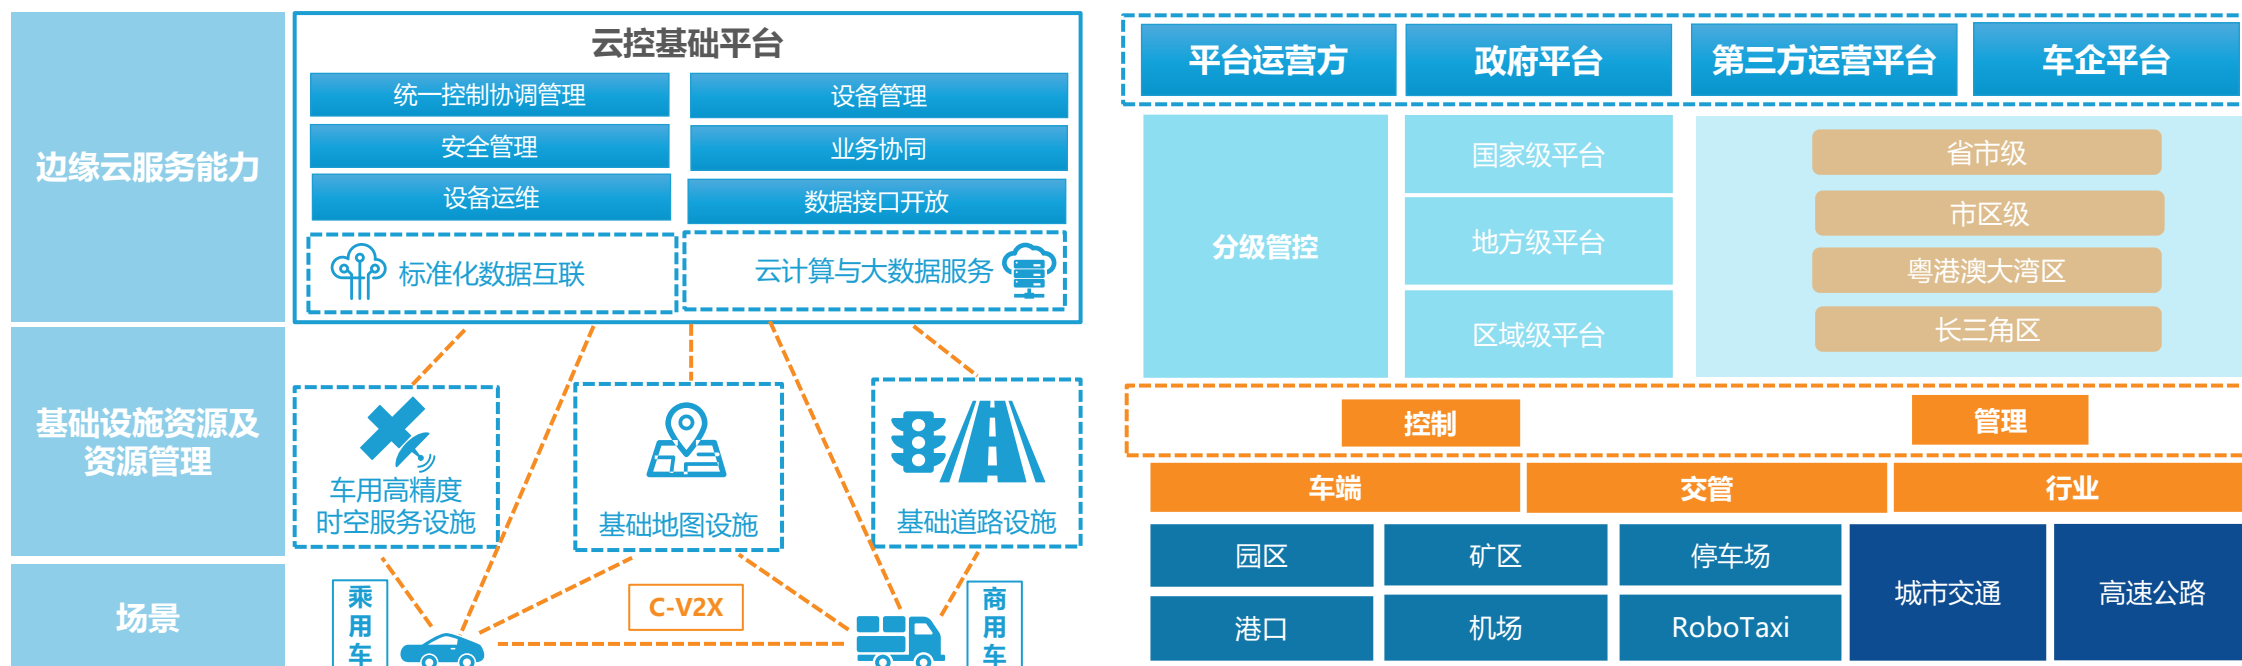 边缘云服务能力
云控基础平台
统一控制协调管理
设备管理
安全管理
业务协同
设备运维
数据接口开放
标准化数据互联
云计算与大数据服务
基础设施资源及
资源管理
车用高精度
时空服务设施
基础地图设施
基础道路设施
场景
乘用车
C-V2X
商用车
平台运营方
政府平台
第三方运营平台
车企平台
分级管控
国家级平台
地方级平台
区域级平台
省市级
市区级
粤港澳大湾区
长三角区
控制
管理
车端
交管
行业
园区
矿区
停车场
城市交通
高速公路
港口
机场
RoboTaxi